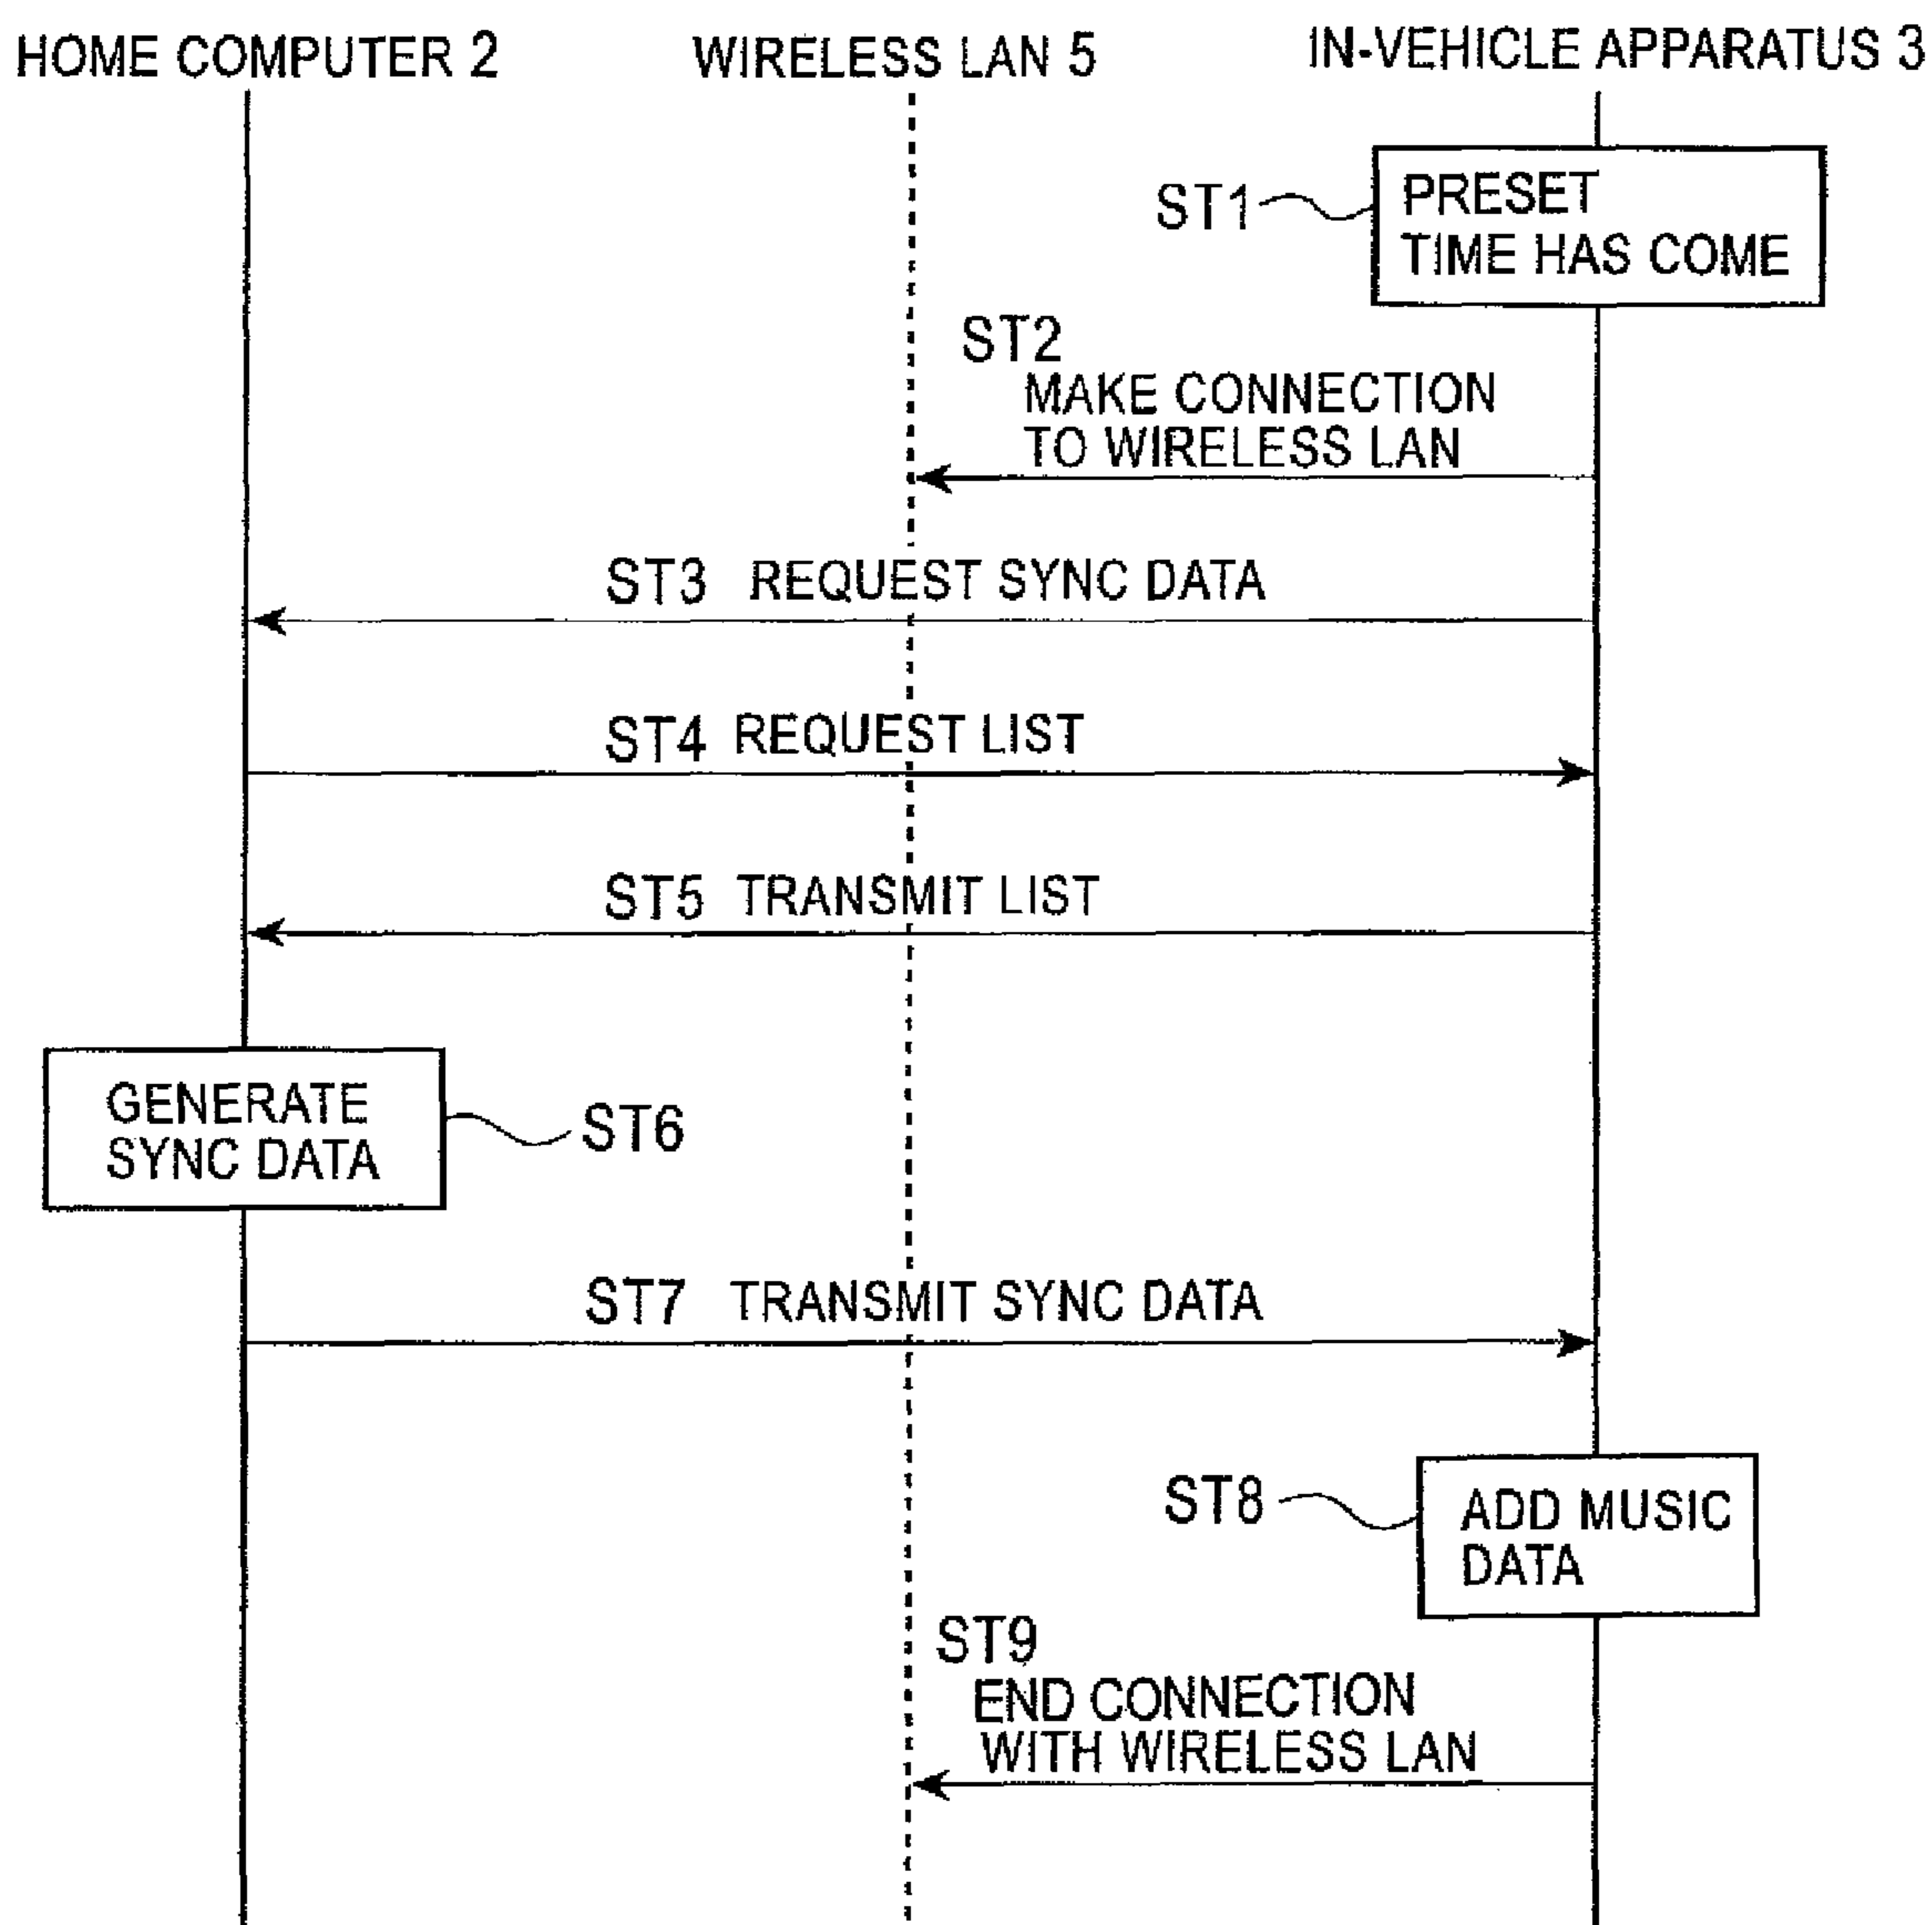 HOME COMPUTER 2
WIRELESS LAN 5
IN-VEHICLE APPARATUS 3
ST1
PRESET
TIME HAS COME
ST2
MAKE CONNECTION
TO WIRELESS LAN
ST3 REQUEST SYNC DATA
ST4 REQUEST LIST
ST5 TRANSMIT LIST
GENERATE
SYNC DATA
ST6
ST7 TRANSMIT SYNC DATA
ST8
ADD MUSIC
DATA
ST9
END CONNECTION
WITH WIRELESS LAN